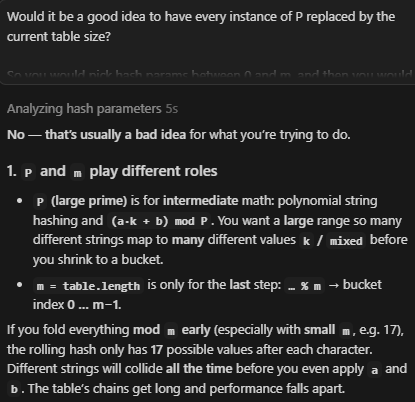 Would it be a good idea to have every instance of P replaced by the
current table size?
So you would pick hash params between 0 and m, and then you would
Analyzing hash parameters 5s
No — that's usually a bad idea for what you're trying to do.
1. P and m play different roles
• P (large prime) is for intermediate math: polynomial string
hashing and (a·k + b) mod P. You want a large range so many
different strings map to many different values k / mixed before
you shrink to a bucket.
• m = table.length is only for the last step: … % m → bucket
index 0 … m−1.
If you fold everything mod m early (especially with small m, e.g. 17),
the rolling hash only has 17 possible values after each character.
Different strings will collide all the time before you even apply a and
b. The table's chains get long and performance falls apart.